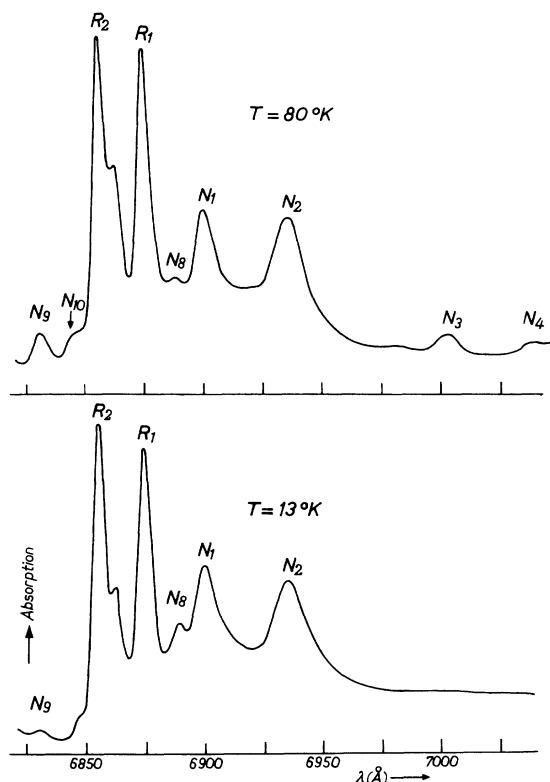 R₂
R₁
T = 80 °K
N₁
N₂
N₈
N₉
N₁₀
N₃
N₄
R₂
R₁
T = 13 °K
N₁
N₂
N₈
Absorption
N₉
6850 6900 6950 7000
λ(Å)